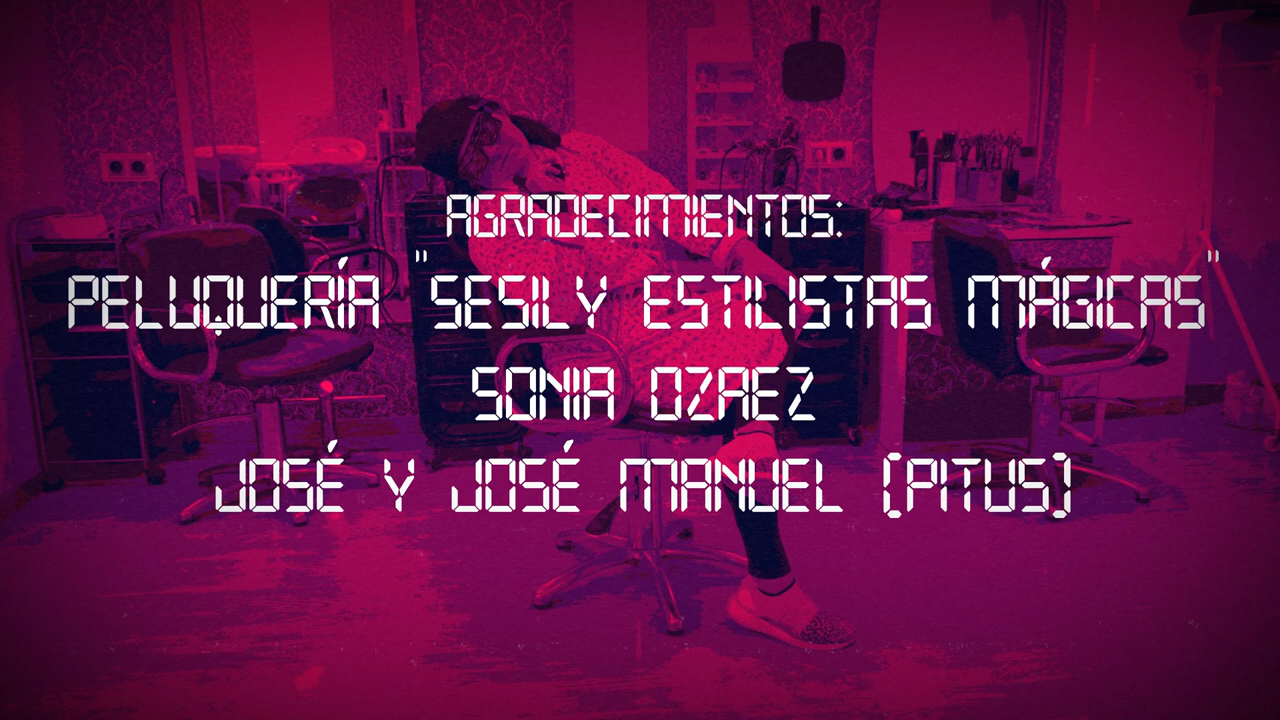 AGRADECIMIENTOS:
PELUQUERÍA "SESILY ESTILISTAS MÁGICAS"
SONIA OZAEZ
JOSÉ Y JOSÉ MANUEL (PITUS)